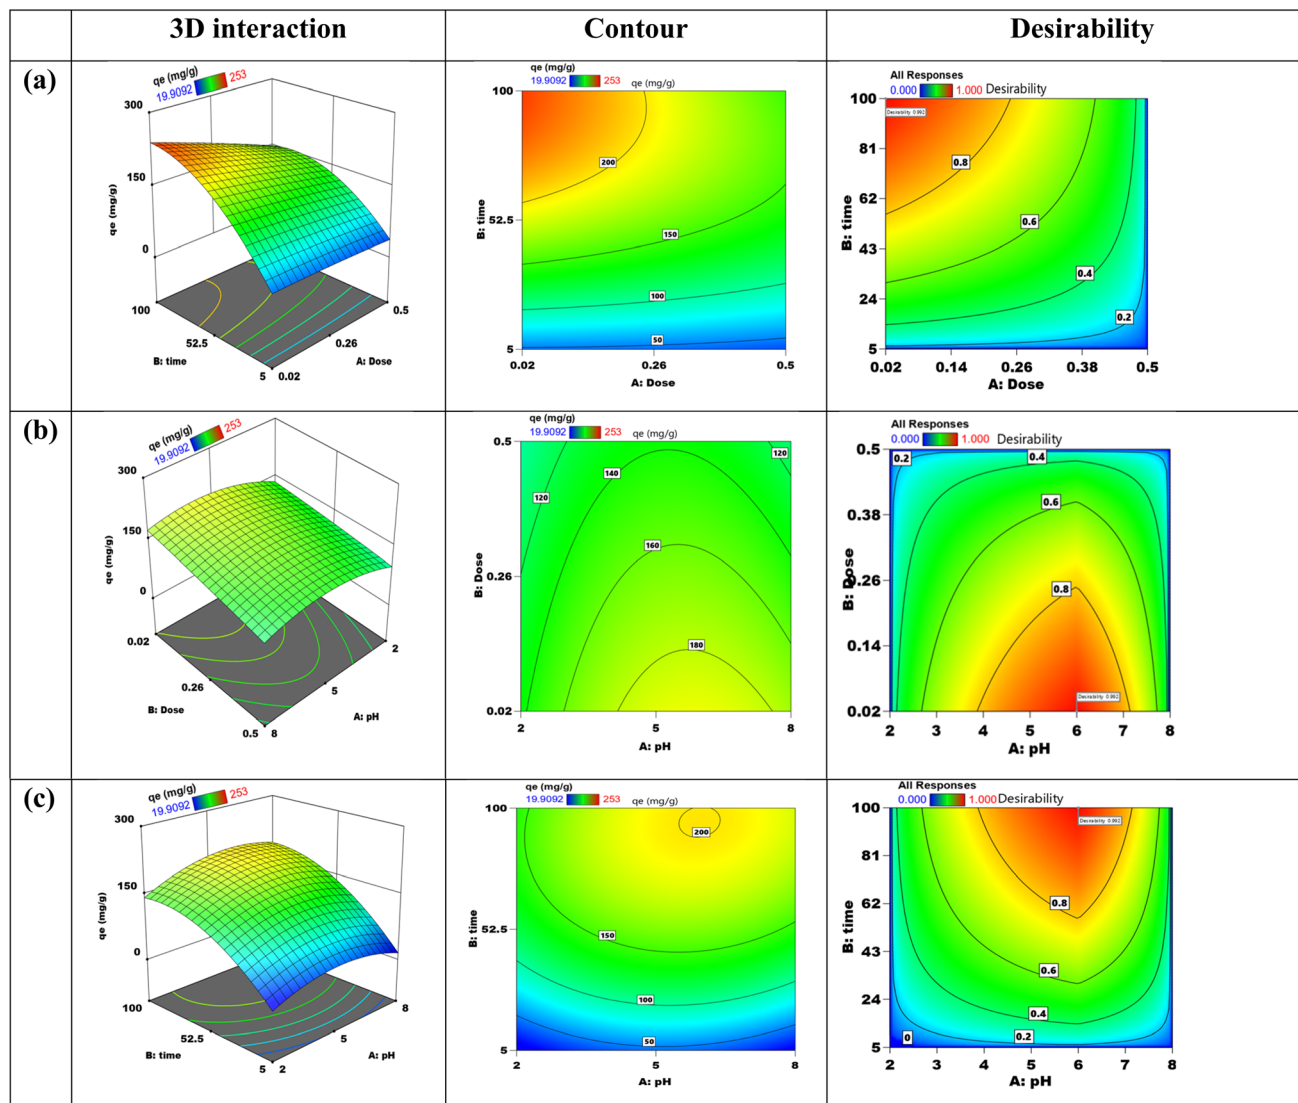 3D interaction
Contour
Desirability
(a)
qe (mg/g)
19.9092
253
300
150
0
qe (mg/g)
100
52.5
5
B: time
0.02
0.26
0.5
A: Dose
qe (mg/g)
19.9092
253
qe (mg/g)
100
52.5
5
B: time
200
150
100
50
0.02
0.26
0.5
A: Dose
All Responses
0.000
1.000 Desirability
100
81
62
43
24
5
B: time
Desirability 0.992
0.8
0.6
0.4
0.2
0.02
0.14
0.26
0.38
0.5
A: Dose
(b)
qe (mg/g)
19.9092
253
300
150
0
qe (mg/g)
0.02
0.26
0.5
B: Dose
8
5
2
A: pH
qe (mg/g)
19.9092
253
qe (mg/g)
0.5
0.26
0.02
B: Dose
120
140
120
160
180
2
5
8
A: pH
All Responses
0.000
1.000 Desirability
0.5
0.38
0.26
0.14
0.02
B: Dose
0.2
0.4
0.6
0.8
Desirability 0.992
2
3
4
5
6
7
8
A: pH
(c)
qe (mg/g)
19.9092
253
300
150
0
qe (mg/g)
100
52.5
5
B: time
2
5
8
A: pH
qe (mg/g)
19.9092
253
qe (mg/g)
100
52.5
5
B: time
200
150
100
50
2
5
8
A: pH
All Responses
0.000
1.000 Desirability
100
81
62
43
24
5
B: time
Desirability 0.992
0.8
0.6
0.4
0.2
0
2
3
4
5
6
7
8
A: pH